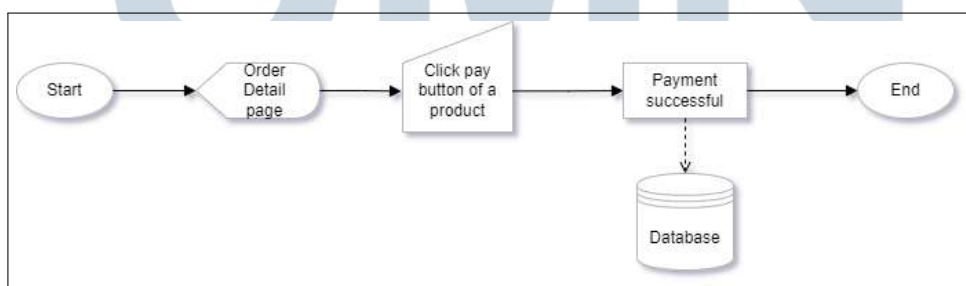 Start
Order
Detail
page
Click pay
button of a
product
Payment
successful
End
Database